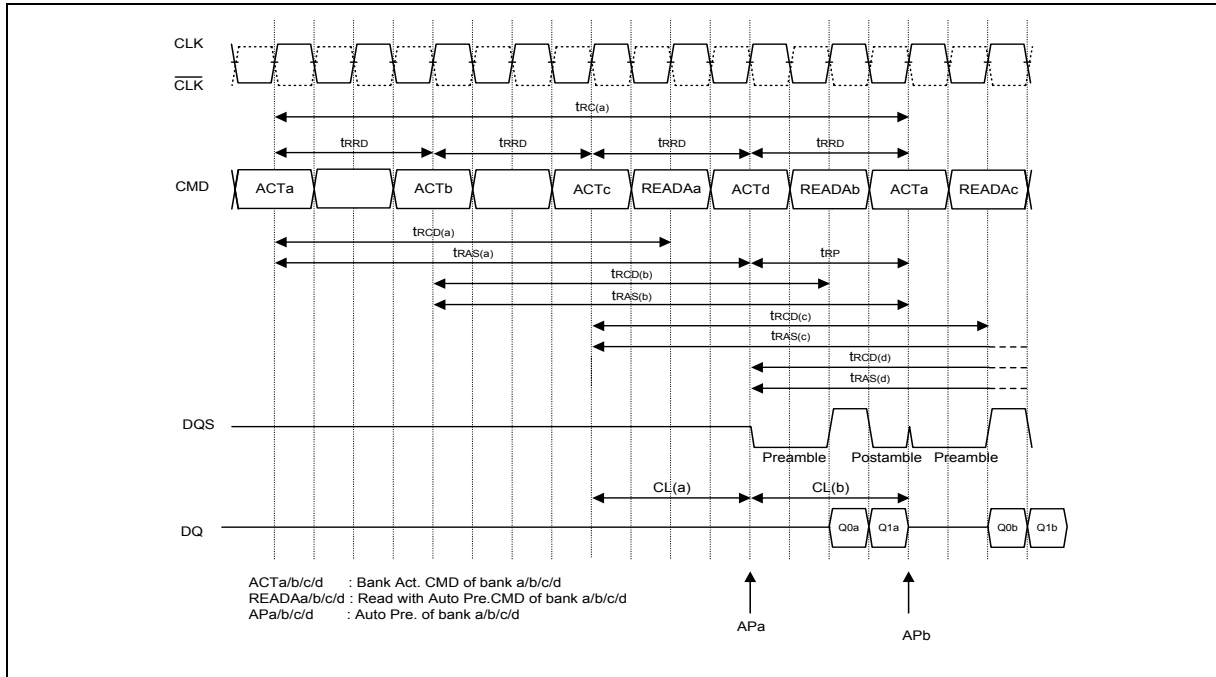 CLK
CLK
tRC(a)
tRRD tRRD tRRD tRRD
CMD ACTa ACTb ACTc READAa ACTd READAb ACTa READAc
tRCD(a)
tRAS(a) tRP
tRCD(b)
tRAS(b)
tRCD(c)
tRAS(c)
tRCD(d)
tRAS(d)
DQS
Preamble Postamble Preamble
CL(a) CL(b)
DQ Q0a Q1a Q0b Q1b
ACTa/b/c/d : Bank Act. CMD of bank a/b/c/d
READAa/b/c/d : Read with Auto Pre.CMD of bank a/b/c/d
APa/b/c/d : Auto Pre. of bank a/b/c/d
APa APb